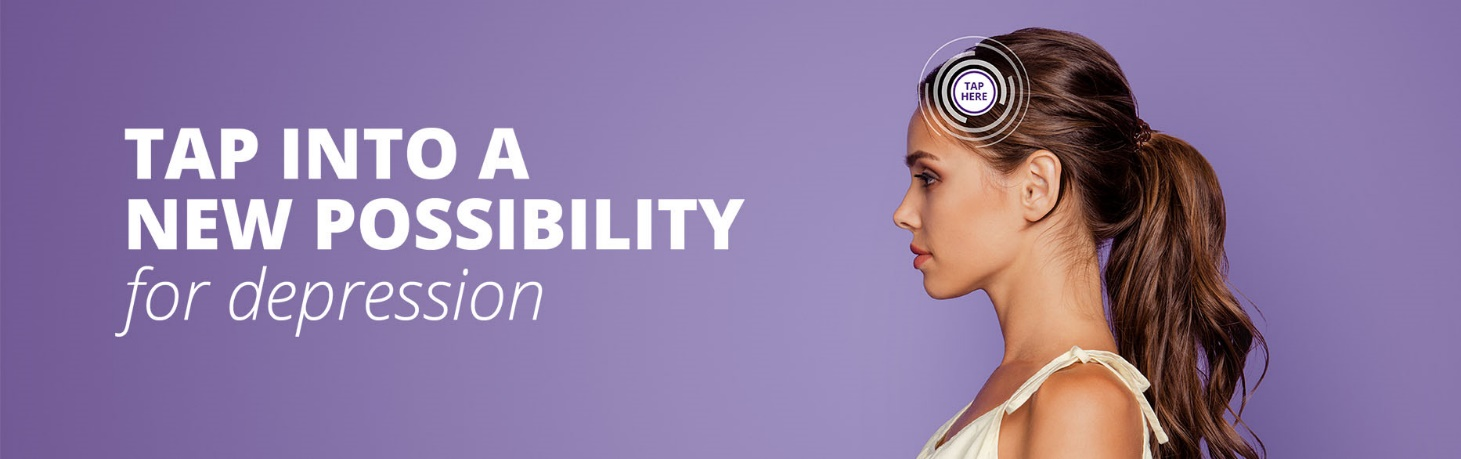 TAP INTO A
NEW POSSIBILITY
for depression
TAP
HERE